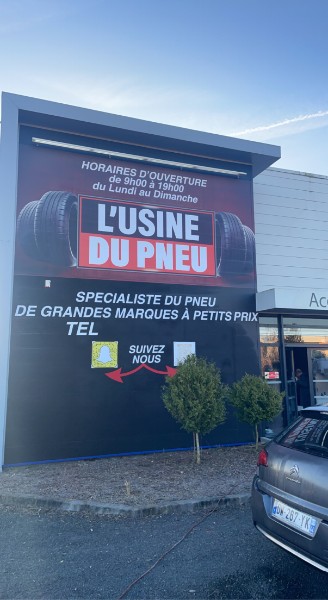 HORAIRES D'OUVERTURE
de 9h00 à 19h00
du Lundi au Dimanche
L'USINE
DU PNEU
SPECIALISTE DU PNEU
DE GRANDES MARQUES À PETITS PRIX
TEL
SUIVEZ
NOUS
Acc